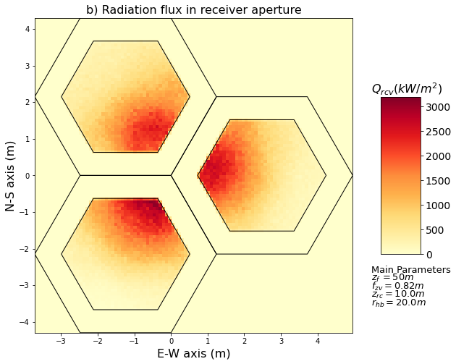 b) Radiation flux in receiver aperture
4
3
2
1
0
−1
−2
−3
−4
N-S axis (m)
−3 −2 −1 0 1 2 3 4
E-W axis (m)
Q_rcv(kW/m²)
3000
2500
2000
1500
1000
500
0
Main Parameters
z_f = 50m
f_zv = 0.82m
z_rc = 10.0m
r_hb = 20.0m